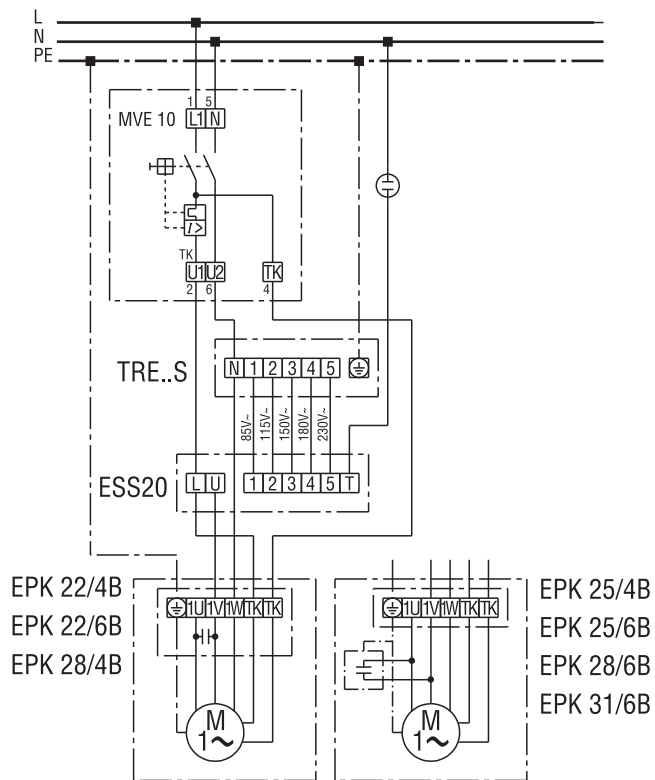 L
N
PE
1 5
MVE 10 L1 N
I>
TK
U1 U2 TK
2 6 4
TRE..S N 1 2 3 4 5
85V~ 115V~ 150V~ 180V~ 230V~
ESS20 L U 1 2 3 4 5 T
EPK 22/4B
EPK 22/6B
EPK 28/4B
1U 1V 1W TK TK
M
1~
1U 1V 1W TK TK
M
1~
EPK 25/4B
EPK 25/6B
EPK 28/6B
EPK 31/6B